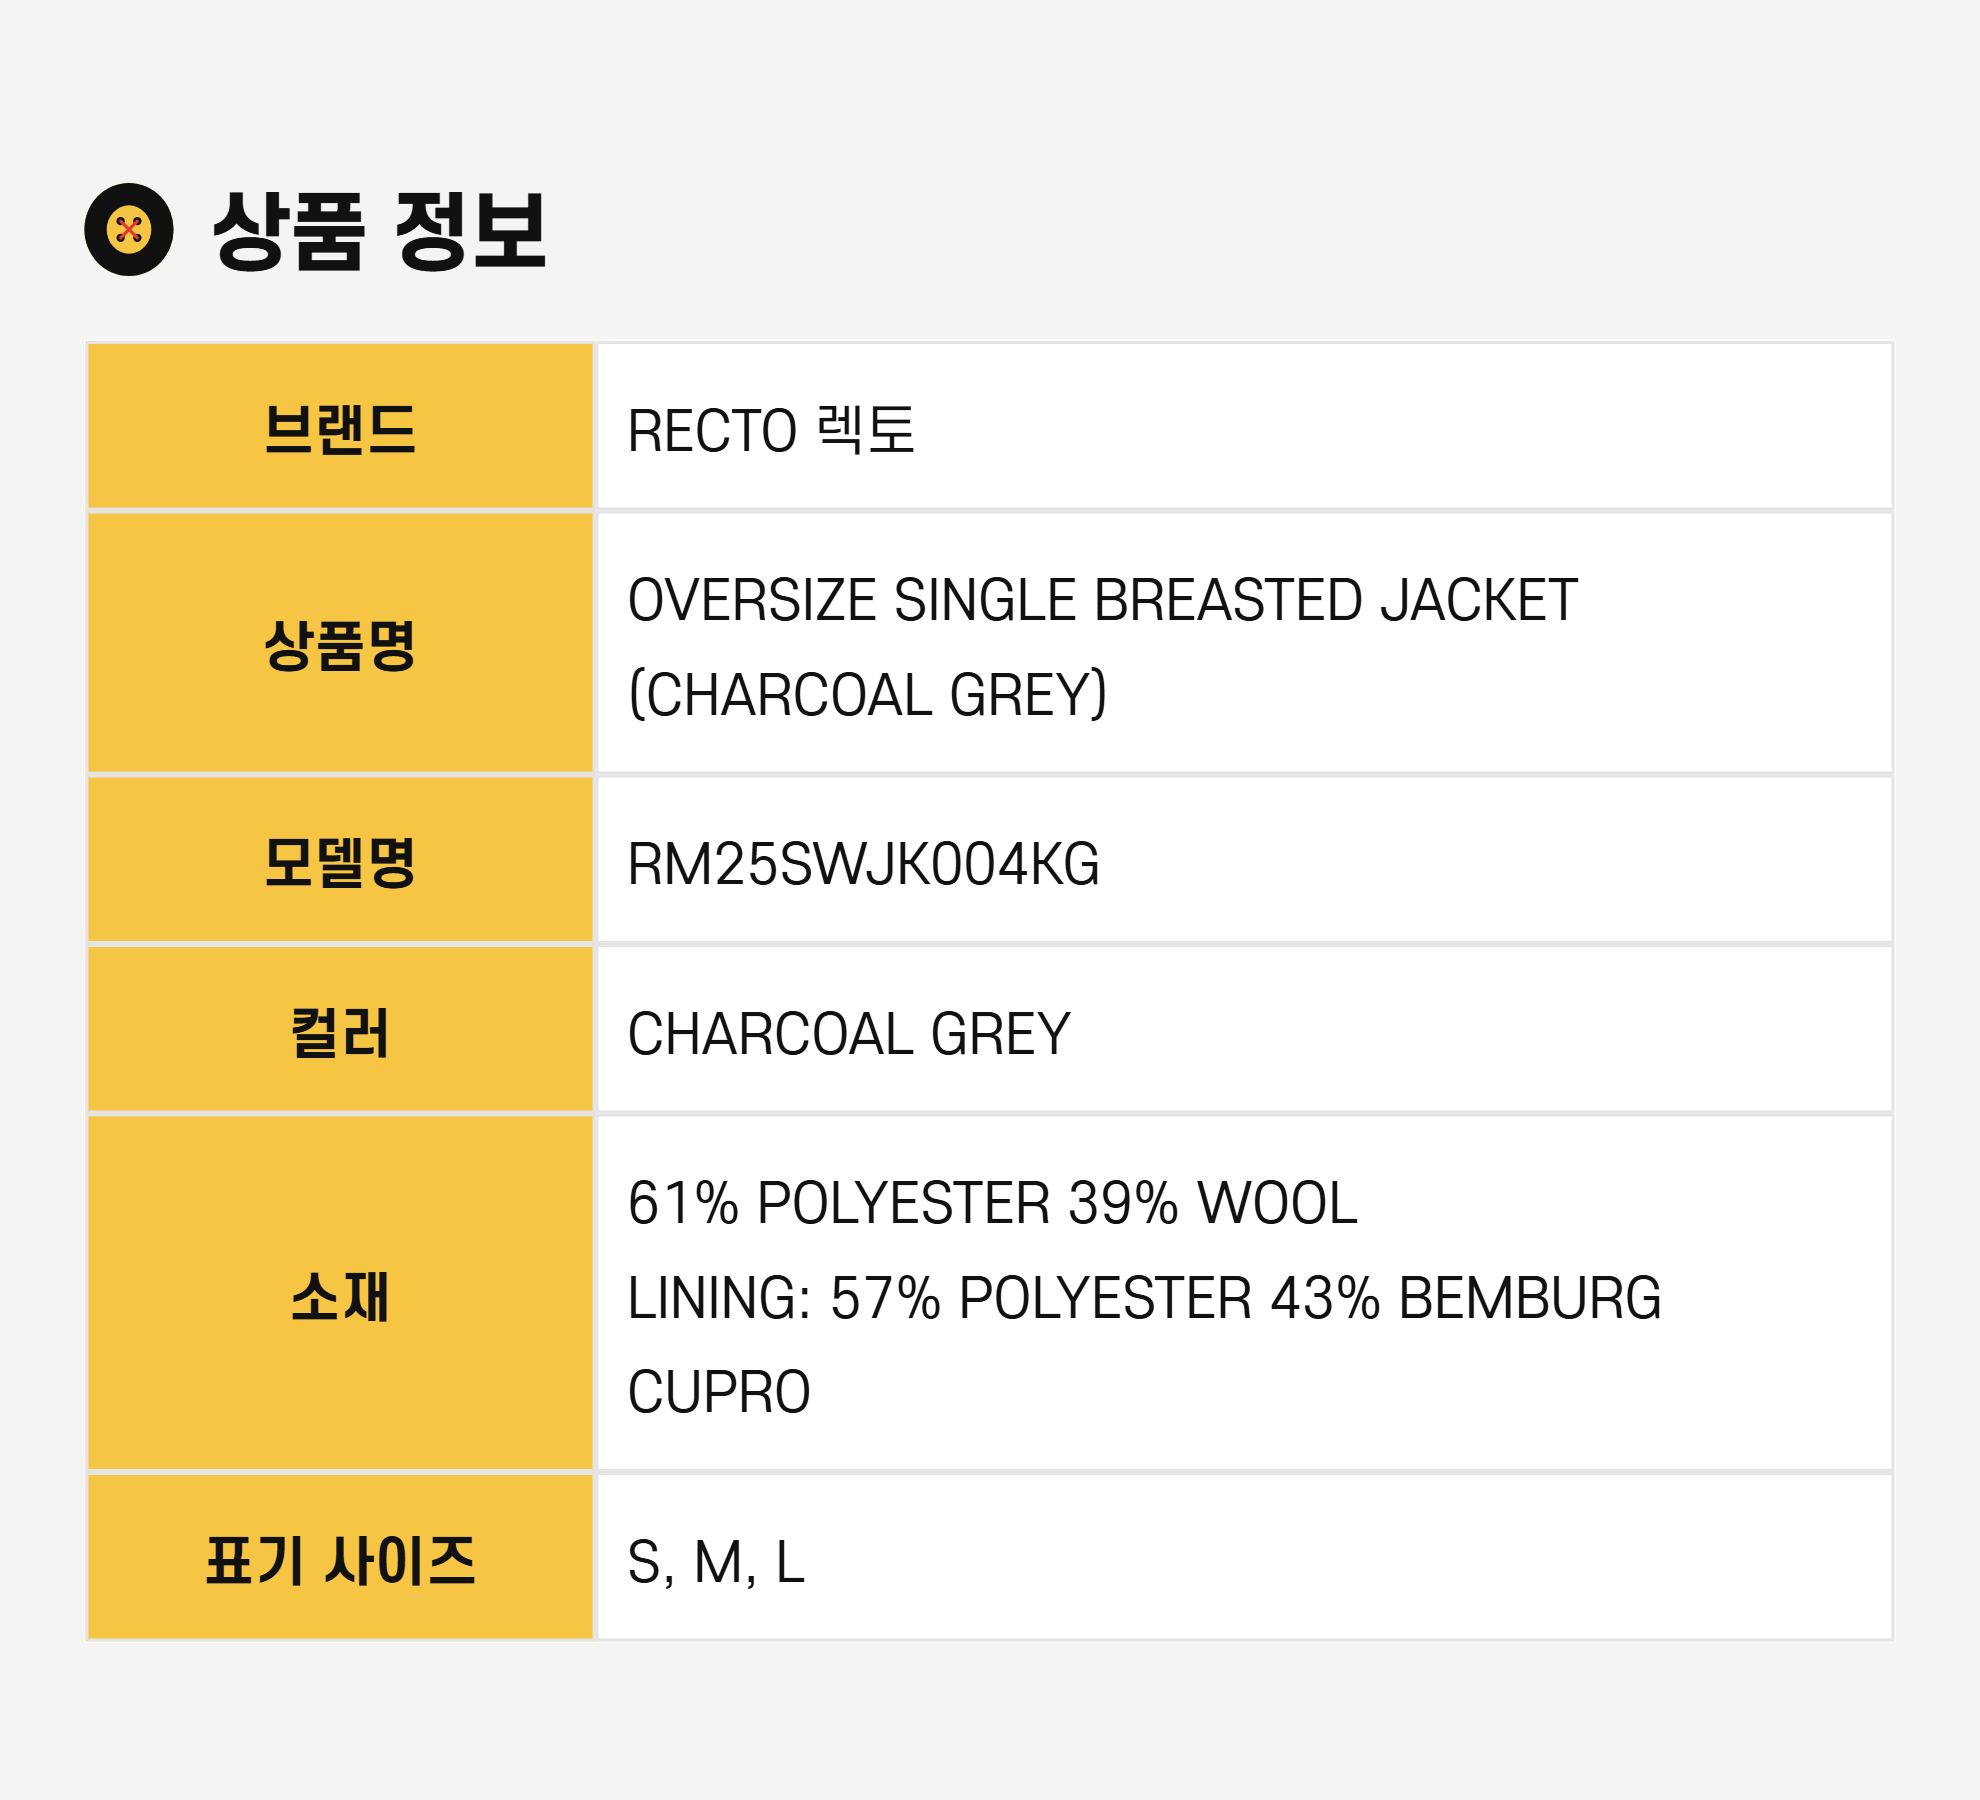 상품 정보
브랜드
RECTO 렉토
상품명
OVERSIZE SINGLE BREASTED JACKET
(CHARCOAL GREY)
모델명
RM25SWJK004KG
컬러
CHARCOAL GREY
소재
61% POLYESTER 39% WOOL
LINING: 57% POLYESTER 43% BEMBURG
CUPRO
표기 사이즈
S, M, L